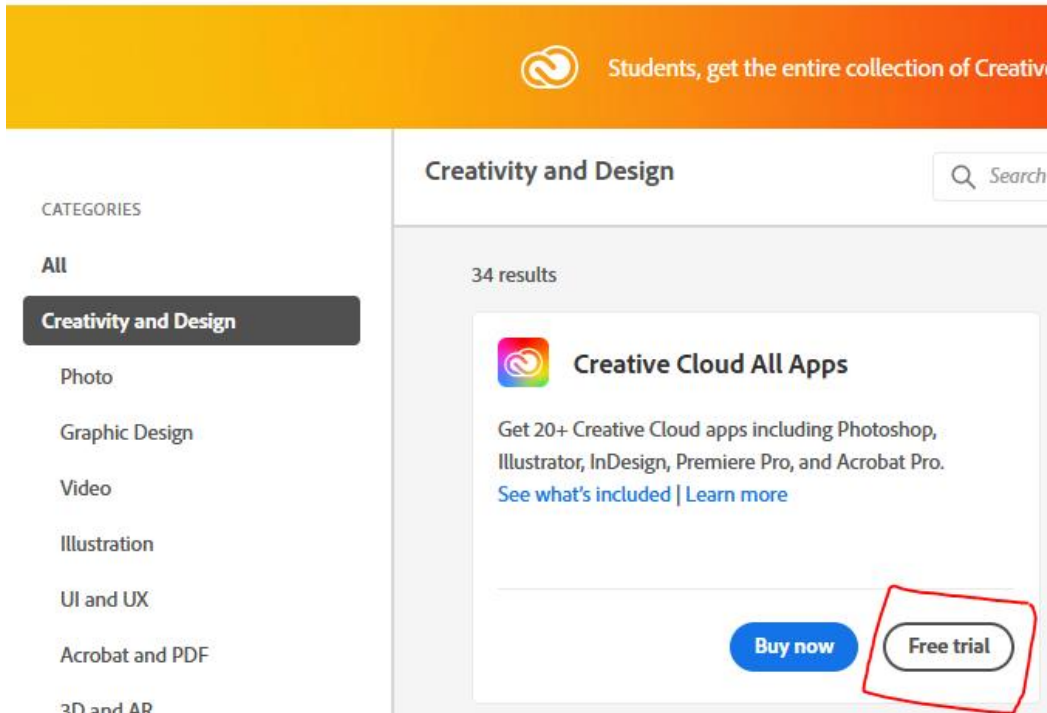 Students, get the entire collection of Creative
CATEGORIES
All
Creativity and Design
Photo
Graphic Design
Video
Illustration
UI and UX
Acrobat and PDF
3D and AR
Creativity and Design
Search
34 results
Creative Cloud All Apps
Get 20+ Creative Cloud apps including Photoshop,
Illustrator, InDesign, Premiere Pro, and Acrobat Pro.
See what's included | Learn more
Buy now
Free trial